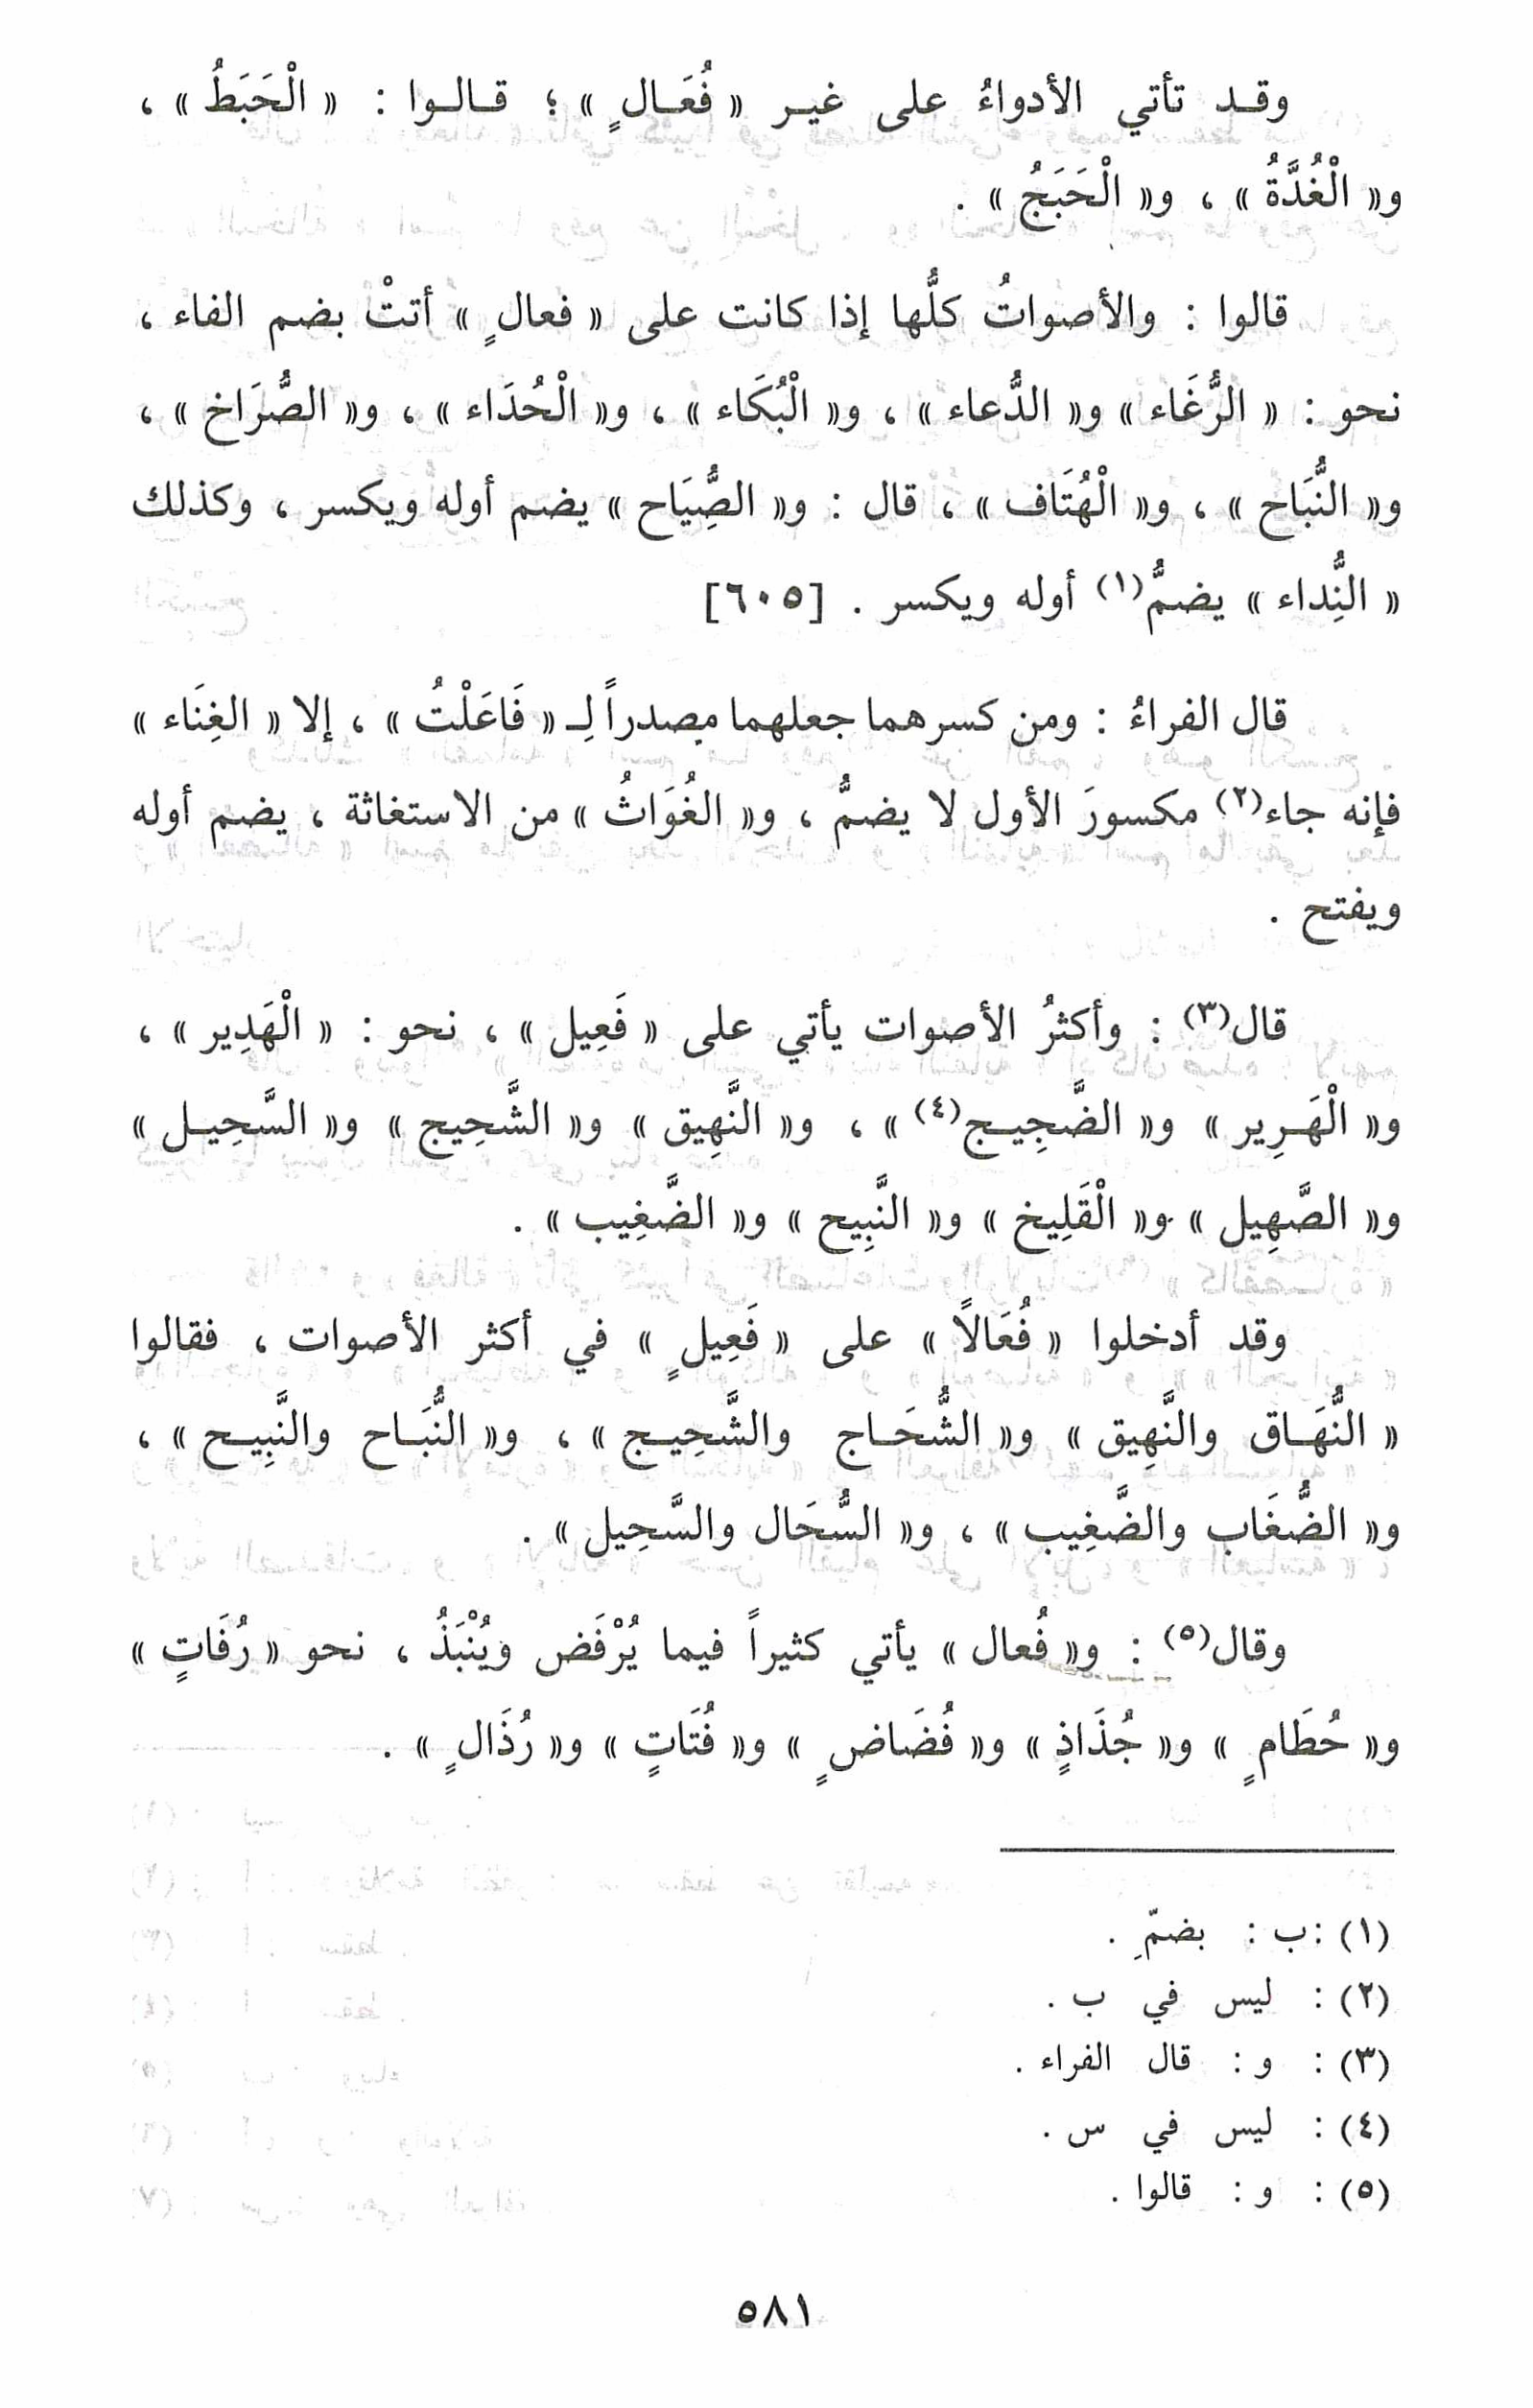 وقد تأتي الأدواءُ على غير « فُعَالٍ » ؛ قالوا : « الْحَبَطُ » ،
و« الْغُدَّةُ » ، و« الْحَبَجُ » .
قالوا : والأصواتُ كلُّها إذا كانت على « فعالٍ » أتتْ بضم الفاء ،
نحو : « الرُّغَاء » و« الدُّعاء » ، و« الْبُكَاء » ، و« الْحُدَاء » ، و« الصُّرَاخ » ،
و« النُّبَاح » ، و« الْهُتَاف » ، قال : و« الصُِّيَاح » يضم أوله ويكسر ، وكذلك
« النُِّداء » يضمُّ(١) أوله ويكسر . [٦٠٥]
قال الفراءُ : ومن كسرهما جعلهما مصدراً لِـ « فَاعَلْتُ » ، إلا « الغِنَاء »
فإنه جاء(٢) مكسورَ الأول لا يضمُّ ، و« الغُوَاثُ » من الاستغاثة ، يضم أوله
ويفتح .
قال(٣) : وأكثرُ الأصوات يأتي على « فَعِيل » ، نحو : « الْهَدِير » ،
و« الْهَرِير » و« الضَّجِيج(٤) » ، و« النَّهِيق » و« الشَّحِيج » و« السَّحِيل »
و« الصَّهِيل » و« الْقَلِيخ » و« النَّبِيح » و« الضَّغِيب » .
وقد أدخلوا « فُعَالاً » على « فَعِيلٍ » في أكثر الأصوات ، فقالوا
« النُّهَاق والنَّهِيق » و« الشُّحَاج والشَّحِيج » ، و« النُّبَاح والنَّبِيح » ،
و« الضُّغَاب والضَّغِيب » ، و« السُّحَال والسَّحِيل » .
وقال(٥) : و« فُعال » يأتي كثيراً فيما يُرْفَض ويُنْبَذُ ، نحو « رُفَاتٍ »
و« حُطَامٍ » و« جُذَاذٍ » و« فُضَاضٍ » و« فُتَاتٍ » و« رُذَالٍ » .
(١) :ب : بضمّ .
(٢) : ليس في ب .
(٣) : و : قال الفراء .
(٤) : ليس في س .
(٥) : و : قالوا .
٥٨١